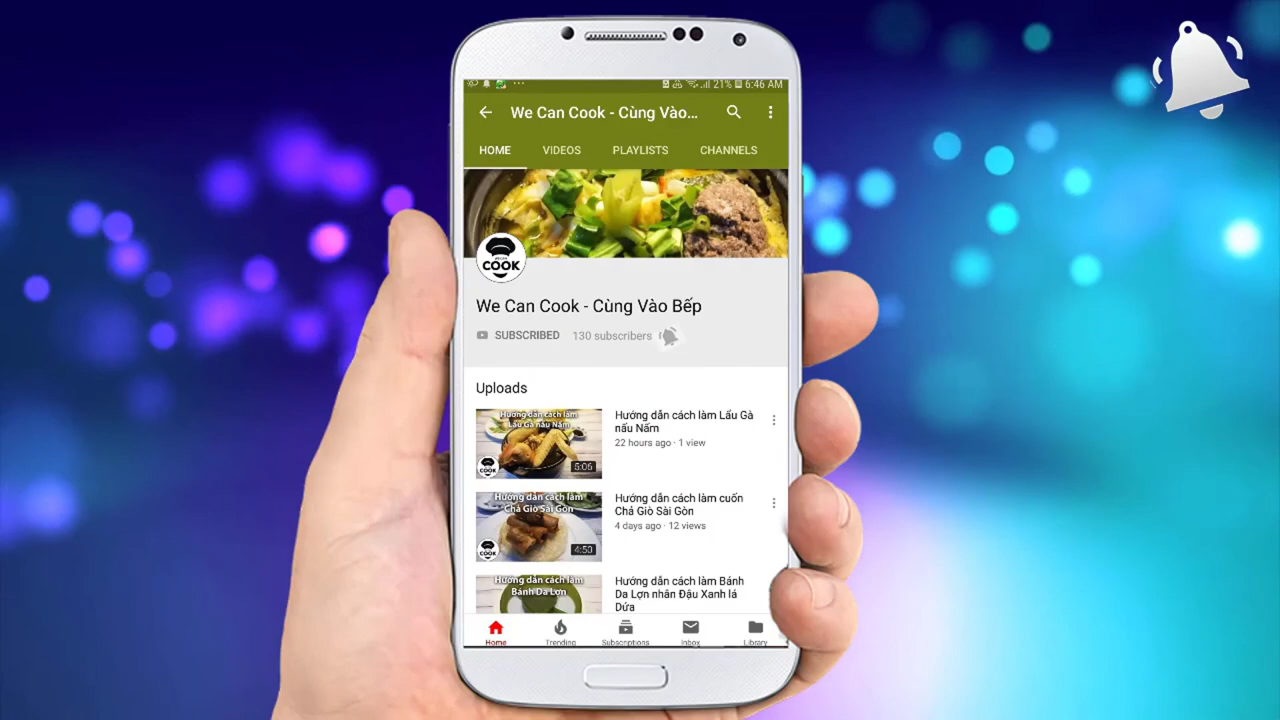 21% 6:46 AM
We Can Cook - Cùng Vào...
HOME VIDEOS PLAYLISTS CHANNELS
COOK
We Can Cook - Cùng Vào Bếp
SUBSCRIBED 130 subscribers
Uploads
Hướng dẫn cách làm
Lẩu Gà nấu Nấm
COOK
5:06
Hướng dẫn cách làm Lẩu Gà
nấu Nấm
22 hours ago · 1 view
Hướng dẫn cách làm
Chả Giò Sài Gòn
COOK
4:50
Hướng dẫn cách làm cuốn
Chả Giò Sài Gòn
4 days ago · 12 views
Hướng dẫn cách làm
Bánh Da Lợn
Hướng dẫn cách làm Bánh
Da Lợn nhân Đậu Xanh lá
Dứa
Home Trending Subscriptions Inbox Library